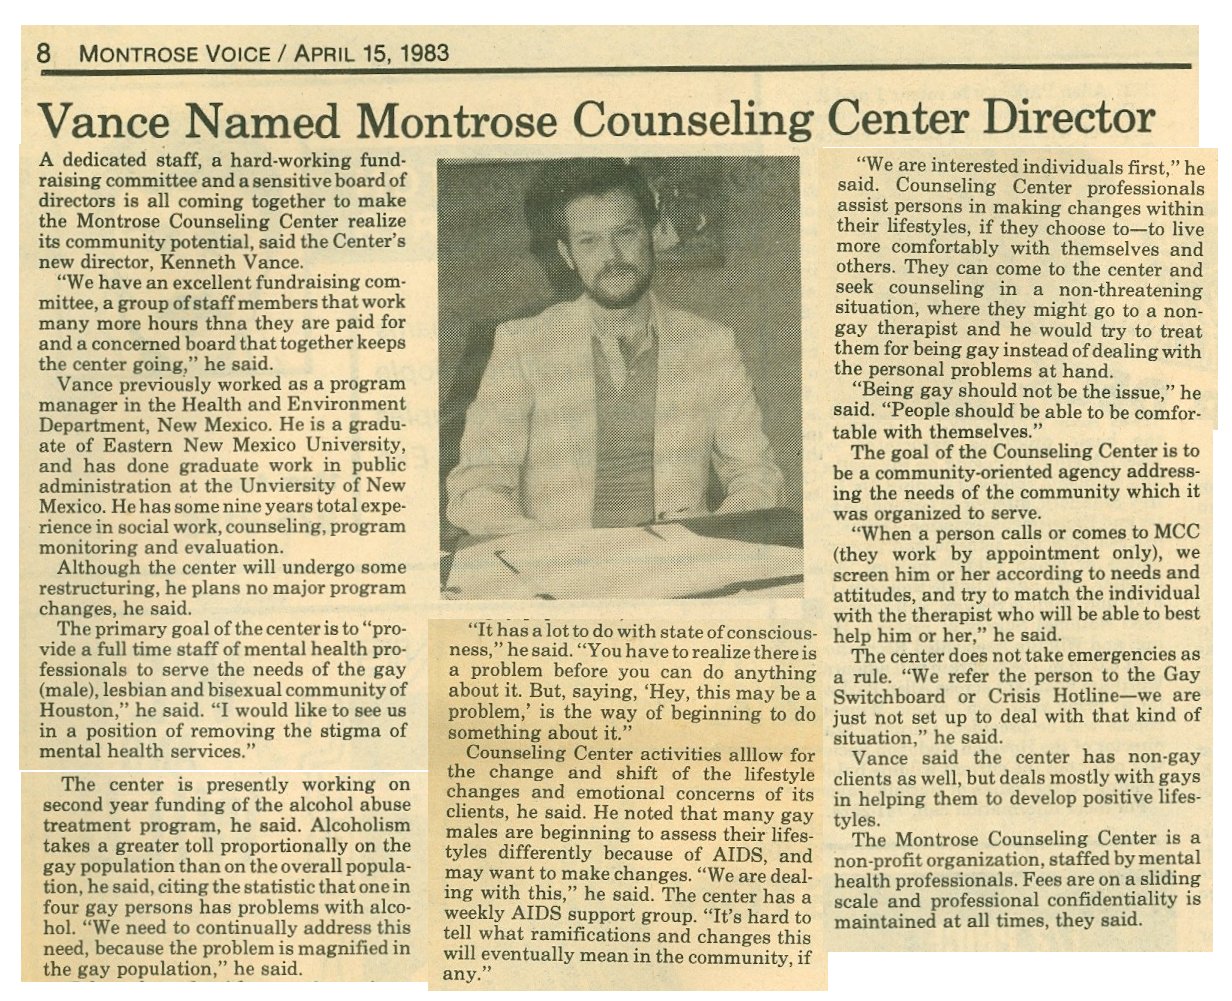 8 MONTROSE VOICE / APRIL 15, 1983
Vance Named Montrose Counseling Center Director
A dedicated staff, a hard-working fund-
raising committee and a sensitive board of
directors is all coming together to make
the Montrose Counseling Center realize
its community potential, said the Center's
new director, Kenneth Vance.
"We have an excellent fundraising com-
mittee, a group of staff members that work
many more hours thna they are paid for
and a concerned board that together keeps
the center going," he said.
Vance previously worked as a program
manager in the Health and Environment
Department, New Mexico. He is a gradu-
ate of Eastern New Mexico University,
and has done graduate work in public
administration at the Unviersity of New
Mexico. He has some nine years total expe-
rience in social work, counseling, program
monitoring and evaluation.
Although the center will undergo some
restructuring, he plans no major program
changes, he said.
The primary goal of the center is to "pro-
vide a full time staff of mental health pro-
fessionals to serve the needs of the gay
(male), lesbian and bisexual community of
Houston," he said. "I would like to see us
in a position of removing the stigma of
mental health services."
The center is presently working on
second year funding of the alcohol abuse
treatment program, he said. Alcoholism
takes a greater toll proportionally on the
gay population than on the overall popula-
tion, he said, citing the statistic that one in
four gay persons has problems with alco-
hol. "We need to continually address this
need, because the problem is magnified in
the gay population," he said.
"It has a lot to do with state of conscious-
ness," he said. "You have to realize there is
a problem before you can do anything
about it. But, saying, 'Hey, this may be a
problem,' is the way of beginning to do
something about it."
Counseling Center activities alllow for
the change and shift of the lifestyle
changes and emotional concerns of its
clients, he said. He noted that many gay
males are beginning to assess their lifes-
tyles differently because of AIDS, and
may want to make changes. "We are deal-
ing with this," he said. The center has a
weekly AIDS support group. "It's hard to
tell what ramifications and changes this
will eventually mean in the community, if
any."
"We are interested individuals first," he
said. Counseling Center professionals
assist persons in making changes within
their lifestyles, if they choose to—to live
more comfortably with themselves and
others. They can come to the center and
seek counseling in a non-threatening
situation, where they might go to a non-
gay therapist and he would try to treat
them for being gay instead of dealing with
the personal problems at hand.
"Being gay should not be the issue," he
said. "People should be able to be comfor-
table with themselves."
The goal of the Counseling Center is to
be a community-oriented agency address-
ing the needs of the community which it
was organized to serve.
"When a person calls or comes to MCC
(they work by appointment only), we
screen him or her according to needs and
attitudes, and try to match the individual
with the therapist who will be able to best
help him or her," he said.
The center does not take emergencies as
a rule. "We refer the person to the Gay
Switchboard or Crisis Hotline—we are
just not set up to deal with that kind of
situation," he said.
Vance said the center has non-gay
clients as well, but deals mostly with gays
in helping them to develop positive lifes-
tyles.
The Montrose Counseling Center is a
non-profit organization, staffed by mental
health professionals. Fees are on a sliding
scale and professional confidentiality is
maintained at all times, they said.